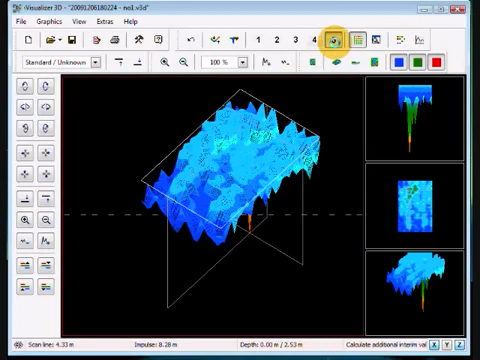 Visualizer 3D - "20091206180224 - no1.v3d"
File Graphics View Extras Help
1 2 3 4
Standard / Unknown 100 %
Scan line: 4.33 m Impulse: 8.28 m Depth: 0.00 m / 2.53 m Calculate additional interim val X Y Z